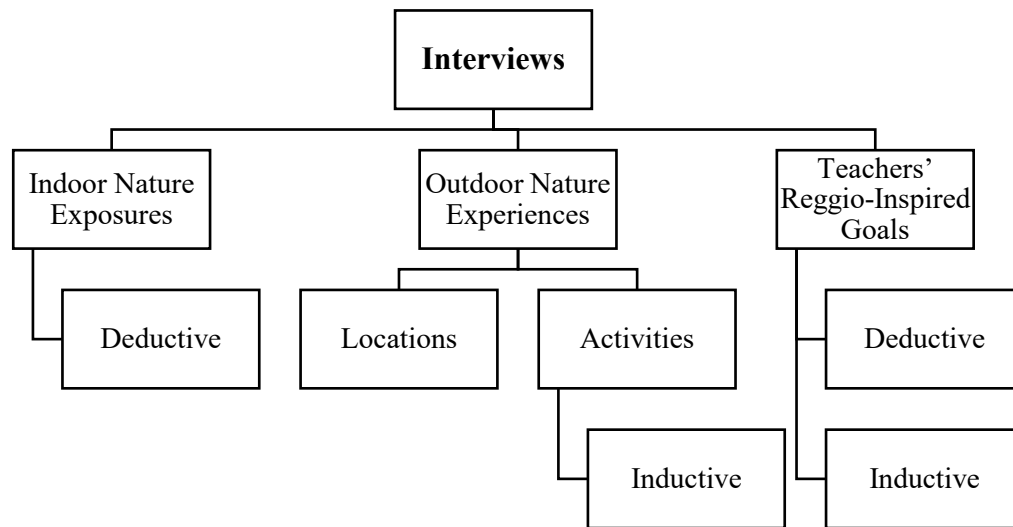 Interviews
Indoor Nature
Exposures
Outdoor Nature
Experiences
Teachers’
Reggio-Inspired
Goals
Deductive
Locations
Activities
Deductive
Inductive
Inductive